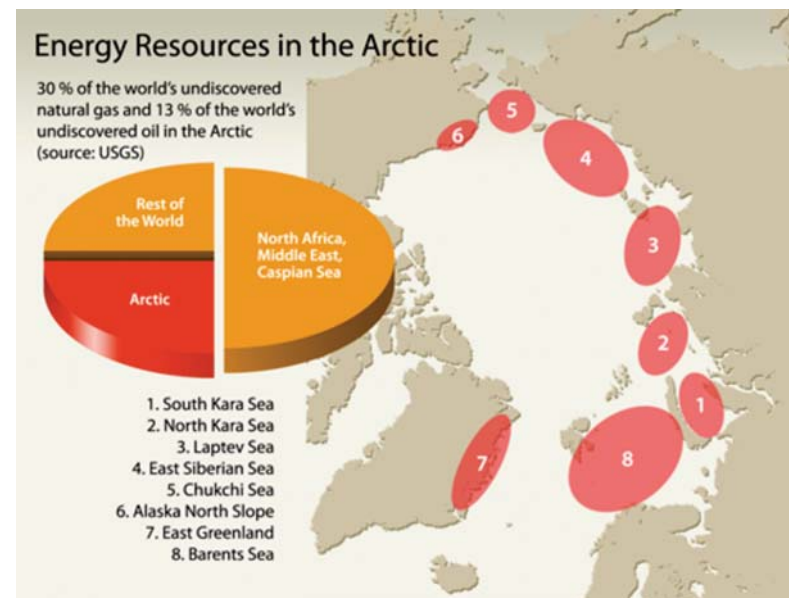 Energy Resources in the Arctic
30 % of the world's undiscovered
natural gas and 13 % of the world's
undiscovered oil in the Arctic
(source: USGS)
Rest of
the World
North Africa,
Middle East,
Caspian Sea
Arctic
1. South Kara Sea
2. North Kara Sea
3. Laptev Sea
4. East Siberian Sea
5. Chukchi Sea
6. Alaska North Slope
7. East Greenland
8. Barents Sea
5
6
4
3
2
1
7
8